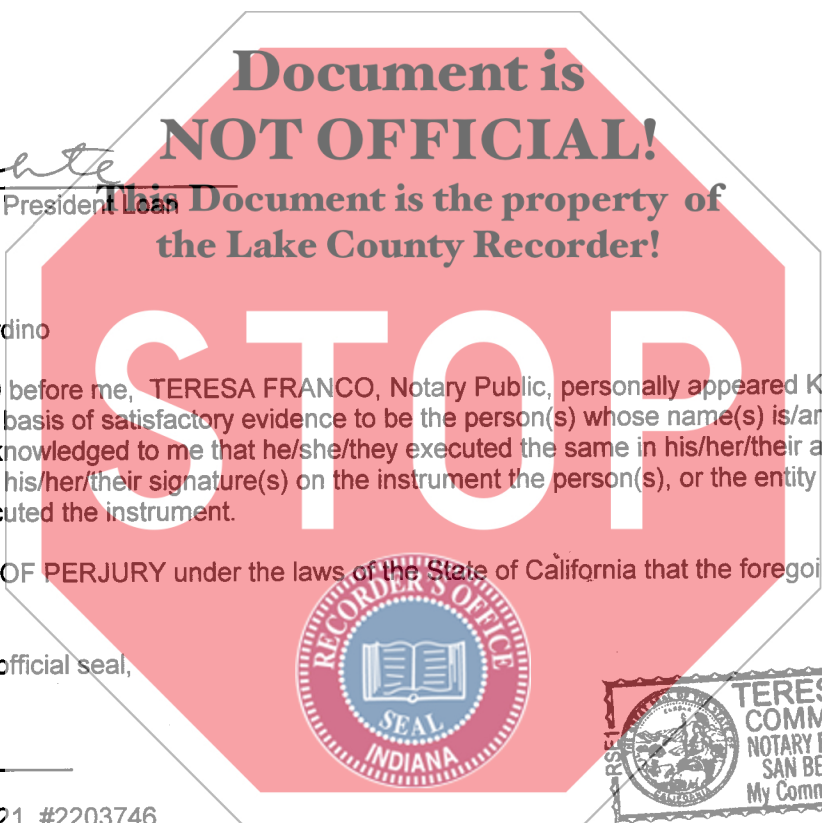 Document is
NOT OFFICIAL!
This Document is the property of
the Lake County Recorder!
President Loan
STOP
dino
before me, TERESA FRANCO, Notary Public, personally appeared K
basis of satisfactory evidence to be the person(s) whose name(s) is/ar
nowledged to me that he/she/they executed the same in his/her/their a
his/her/their signature(s) on the instrument the person(s), or the entity
cuted the instrument.
OF PERJURY under the laws of the State of California that the foregoi
RECORDER'S OFFICE
SEAL
INDIANA
official seal,
RSF1
TERES
COMM
NOTARY P
SAN BE
My Comm
21 #2203746